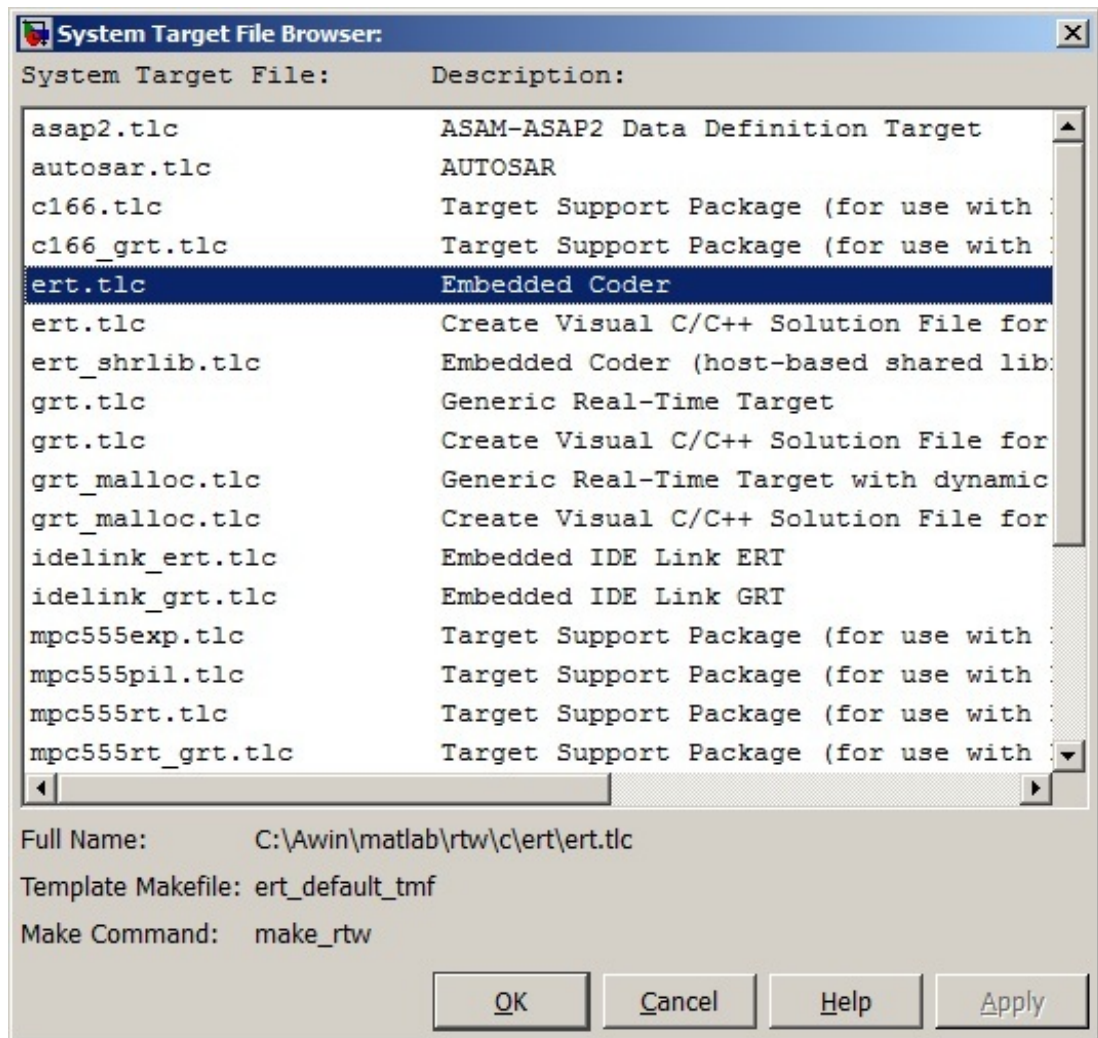 System Target File Browser:
System Target File: Description:
asap2.tlc ASAM-ASAP2 Data Definition Target
autosar.tlc AUTOSAR
c166.tlc Target Support Package (for use with
c166_grt.tlc Target Support Package (for use with
ert.tlc Embedded Coder
ert.tlc Create Visual C/C++ Solution File for
ert_shrlib.tlc Embedded Coder (host-based shared
grt.tlc Generic Real-Time Target
grt.tlc Create Visual C/C++ Solution File for
grt_malloc.tlc Generic Real-Time Target with dynamic
grt_malloc.tlc Create Visual C/C++ Solution File for
idelink_ert.tlc Embedded IDE Link ERT
idelink_grt.tlc Embedded IDE Link GRT
mpc555exp.tlc Target Support Package (for use with
mpc555pil.tlc Target Support Package (for use with
mpc555rt.tlc Target Support Package (for use with
mpc555rt_grt.tlc Target Support Package (for use with
Full Name: C:\Awin\matlab\rtw\c\ert\ert.tlc
Template Makefile: ert_default_tmf
Make Command: make_rtw
OK Cancel Help Apply